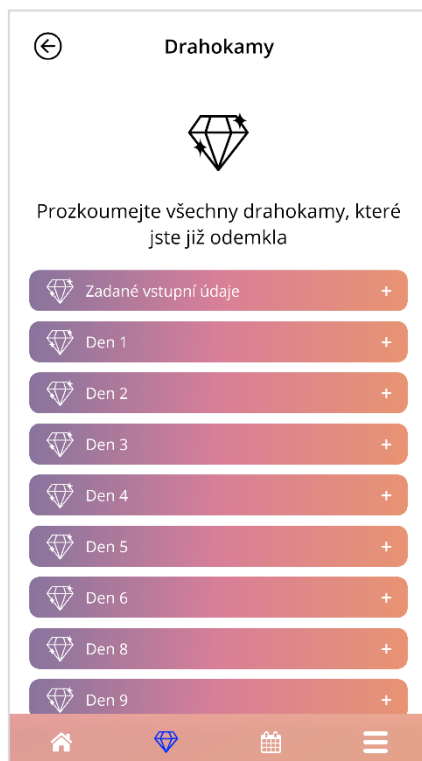 Drahokamy
Prozkoumejte všechny drahokamy, které
jste již odemkla
Zadané vstupní údaje +
Den 1 +
Den 2 +
Den 3 +
Den 4 +
Den 5 +
Den 6 +
Den 8 +
Den 9 +